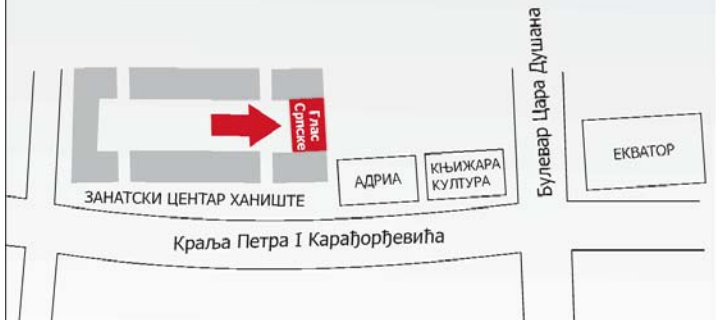 Булевар Цара Душана
Глас
Српске
ЕКВАТОР
АДРИА
КЊИЖАРА
КУЛТУРА
ЗАНАТСКИ ЦЕНТАР ХАНИШТЕ
Краља Петра I Карађорђевића